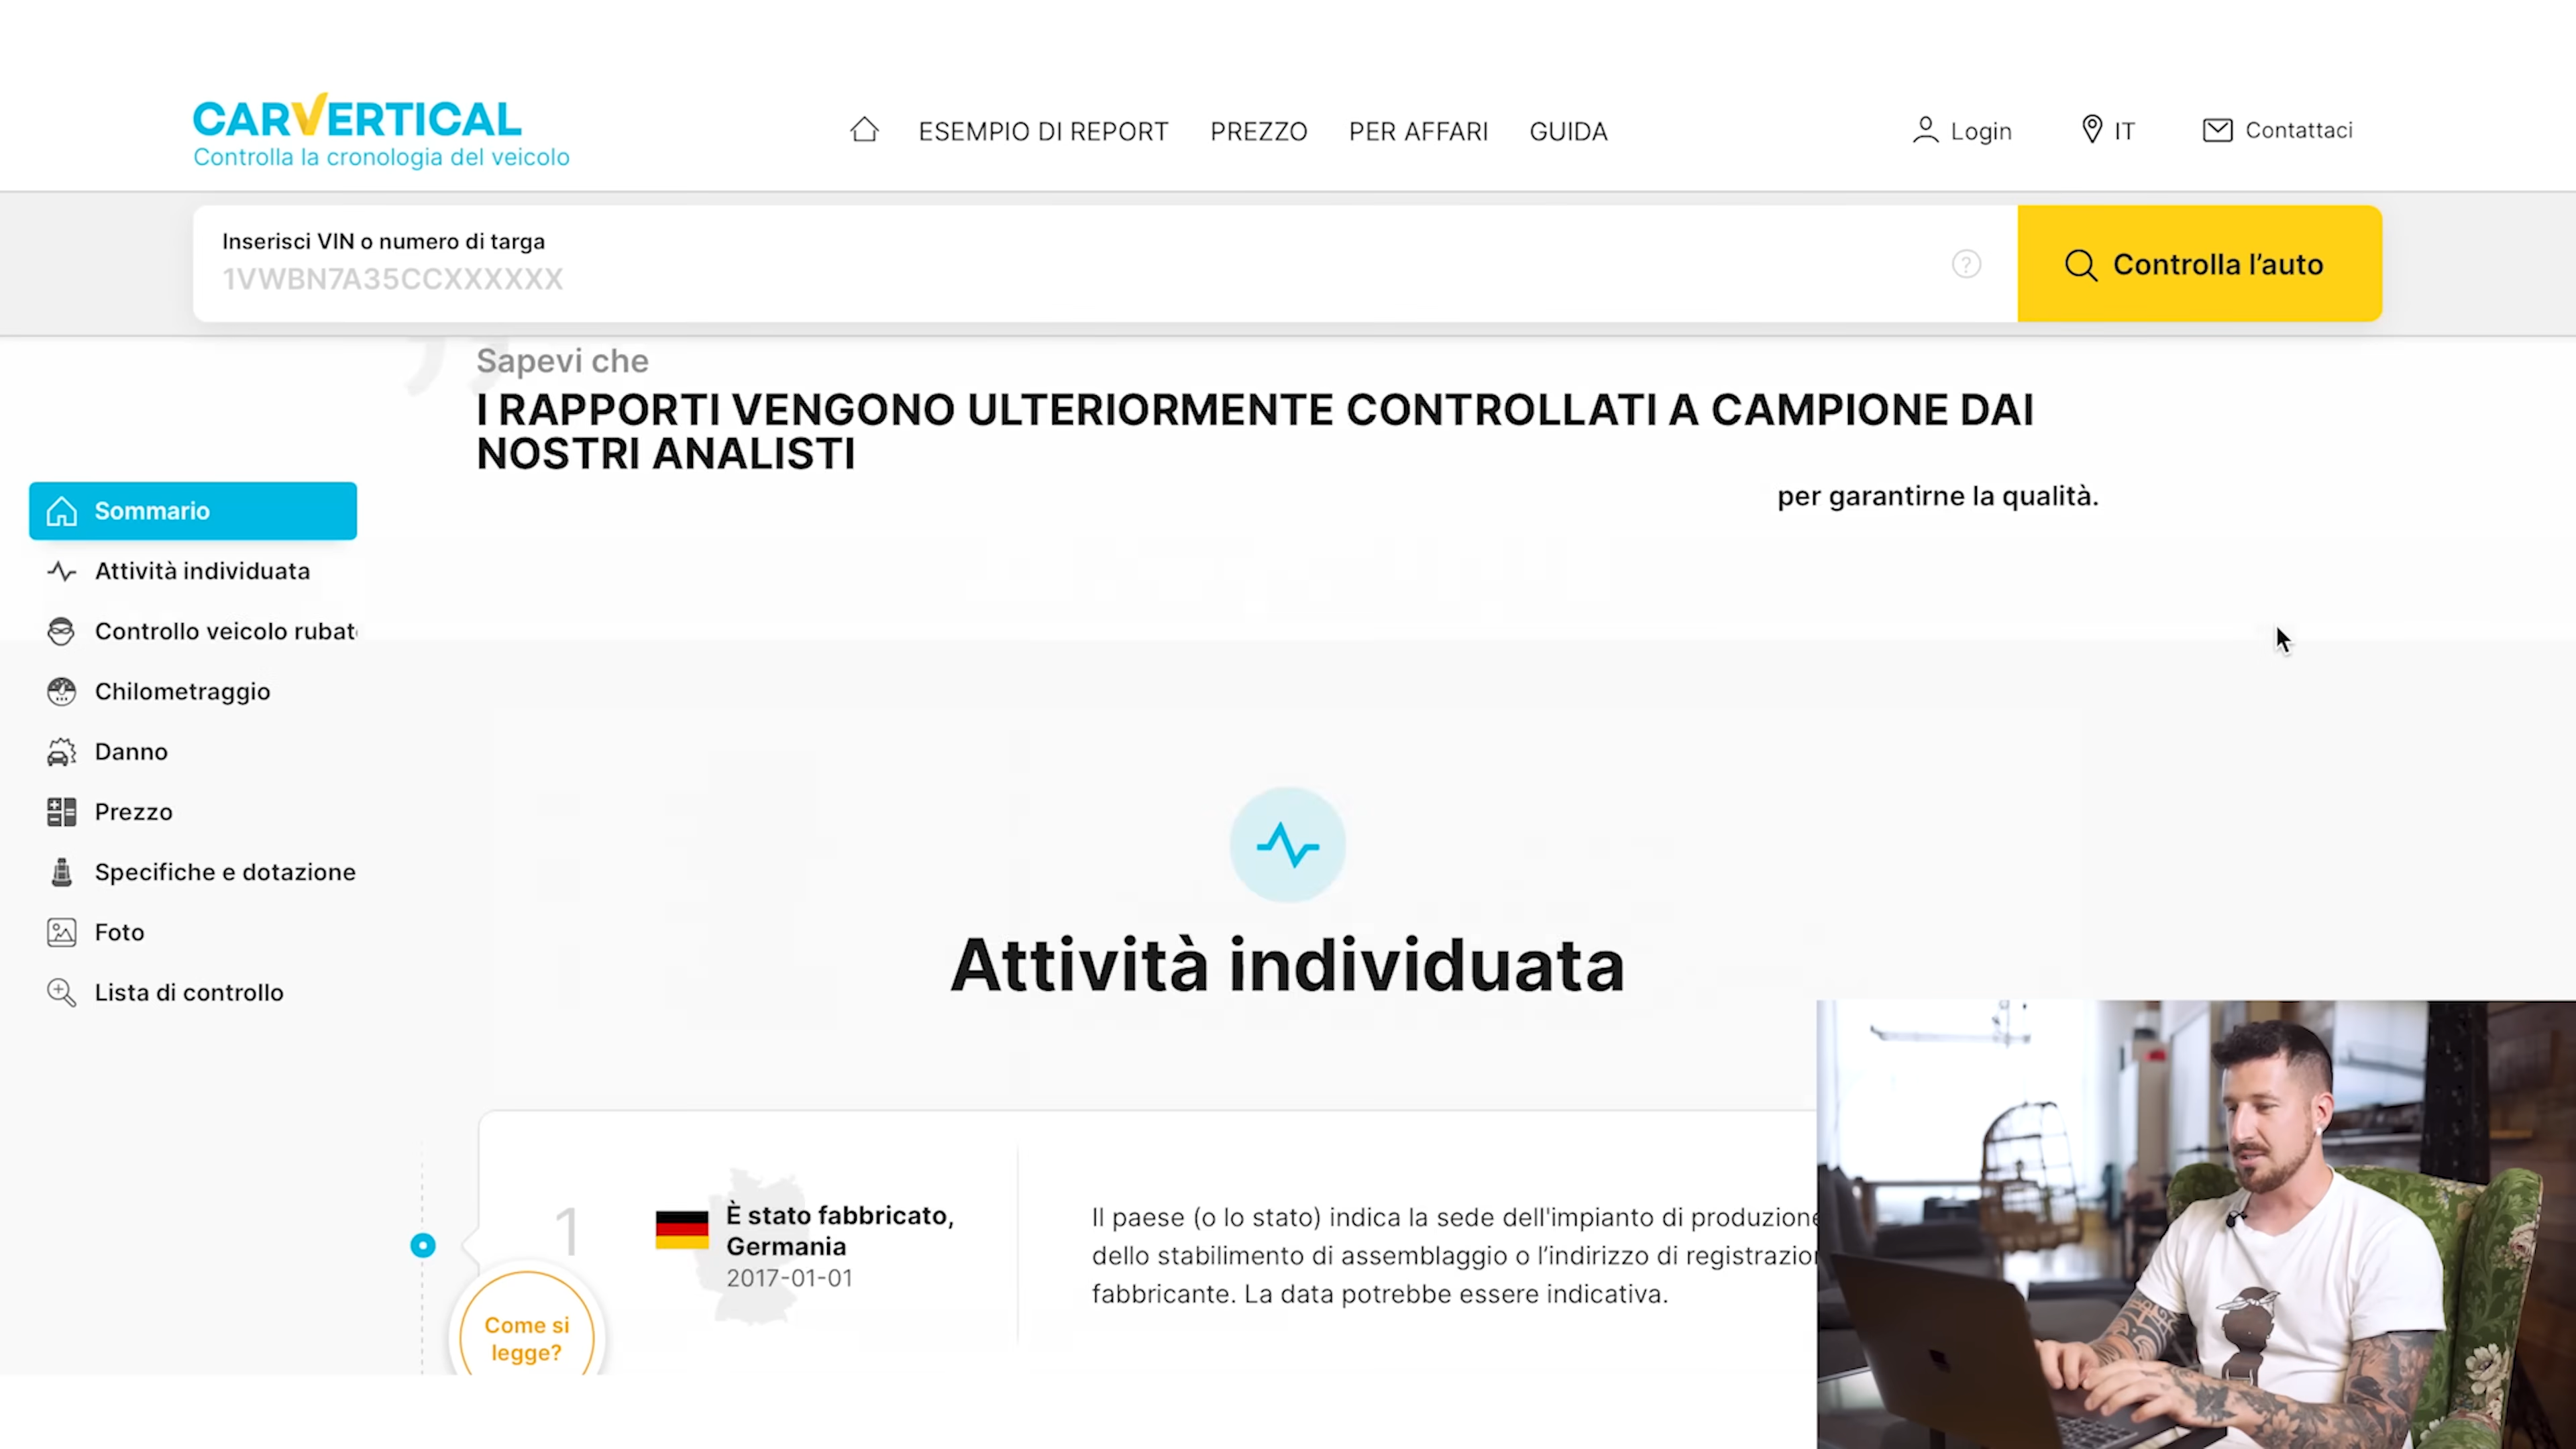 CARVERTICAL
Controlla la cronologia del veicolo
ESEMPIO DI REPORT
PREZZO
PER AFFARI
GUIDA
Login
IT
Contattaci
Inserisci VIN o numero di targa
1VWBN7A35CCXXXXXX
?
Controlla l’auto
Sapevi che
I RAPPORTI VENGONO ULTERIORMENTE CONTROLLATI A CAMPIONE DAI
NOSTRI ANALISTI
per garantirne la qualità.
Sommario
Attività individuata
Controllo veicolo rubat
Chilometraggio
Danno
Prezzo
Specifiche e dotazione
Foto
Lista di controllo
Attività individuata
1
È stato fabbricato,
Germania
2017-01-01
Il paese (o lo stato) indica la sede dell'impianto di produzione
dello stabilimento di assemblaggio o l’indirizzo di registrazio
fabbricante. La data potrebbe essere indicativa.
Come si
legge?